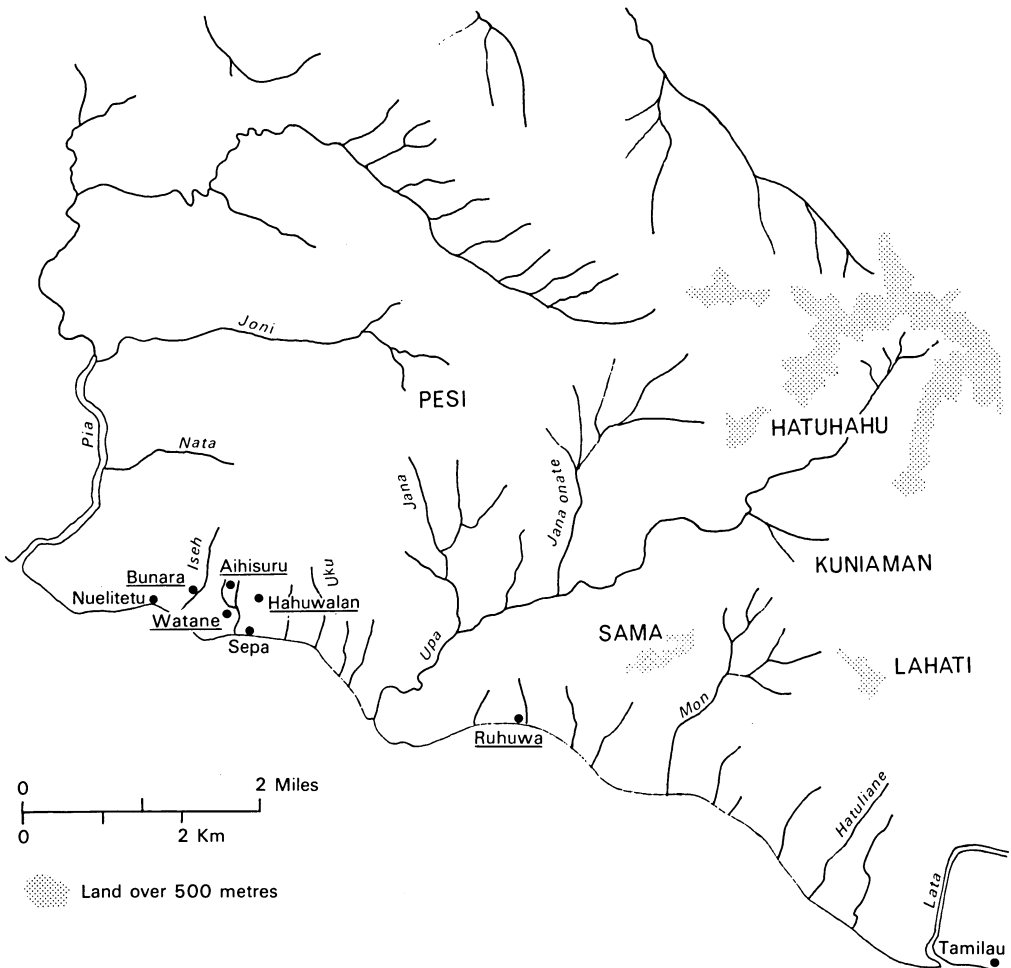 Joni
PESI
Pia
HATUHAHU
Nata
Jana
Jana onate
Iseh
Bunara
Aihisuru
Uku
KUNIAMAN
Nuelitetu
Hahuwalan
Watane
Sepa
Upa
SAMA
LAHATI
Mon
Ruhuwa
0 2 Miles
0 2 Km
Hatuliane
Land over 500 metres
Lata
Tamilau